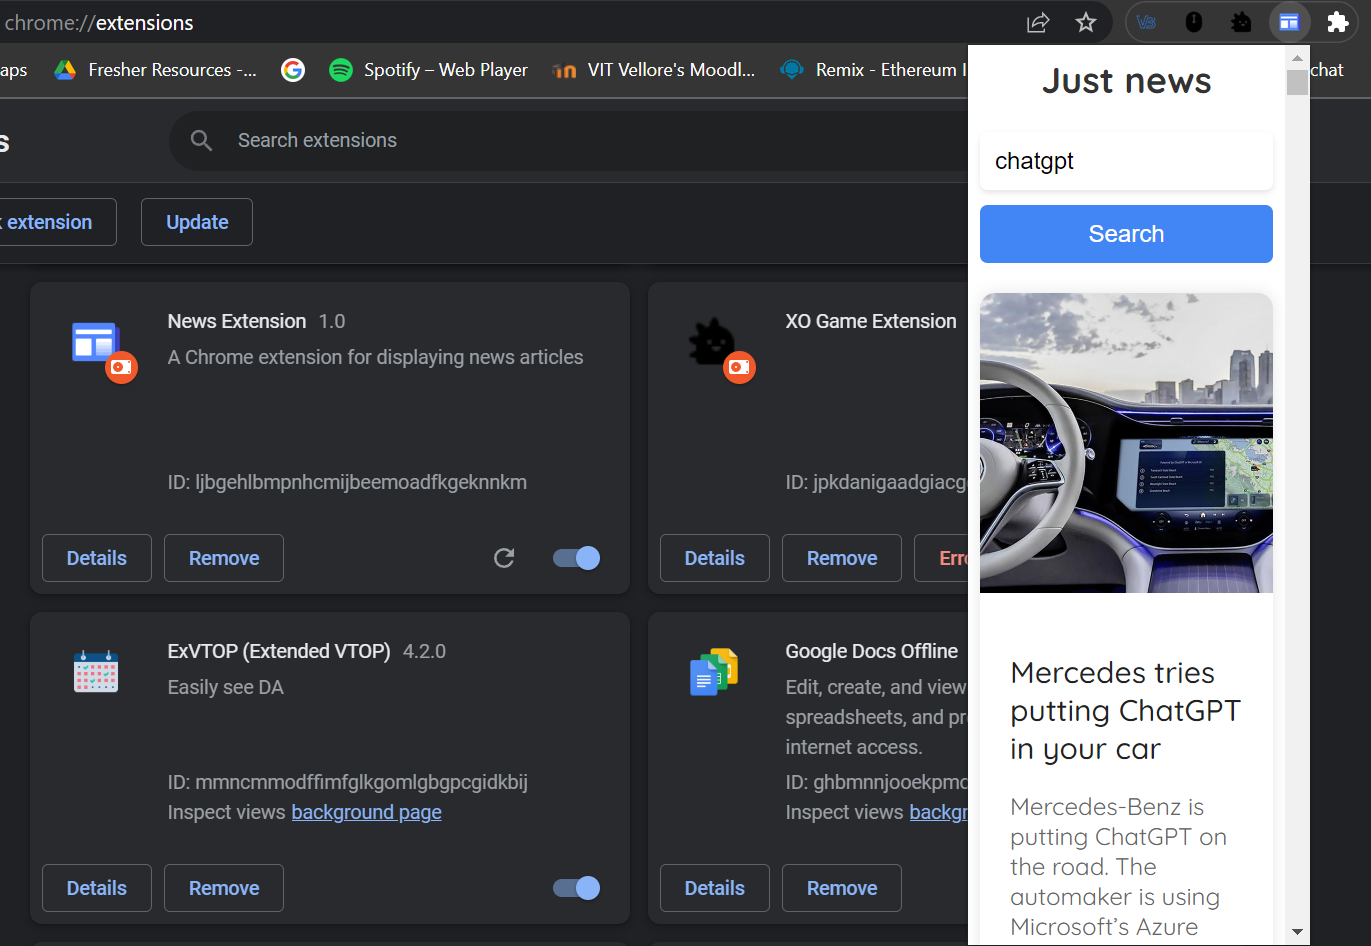 chrome://extensions
aps
Fresher Resources -...
Spotify – Web Player
VIT Vellore's Moodl...
Remix - Ethereum I
chat
s
Search extensions
extension
Update
News Extension 1.0
A Chrome extension for displaying news articles
ID: ljbgehlbmpnhcmijbeemoadfkgeknnkm
Details
Remove
XO Game Extension
ID: jpkdanigaadgiacg
Details
Remove
Erro
ExVTOP (Extended VTOP) 4.2.0
Easily see DA
ID: mmncmmodffimfglkgomlgbgpcgidkbij
Inspect views background page
Details
Remove
Google Docs Offline
Edit, create, and view
spreadsheets, and pr
internet access.
ID: ghbmnnjooekpmc
Inspect views backgr
Details
Remove
Just news
chatgpt
Search
Mercedes tries
putting ChatGPT
in your car
Mercedes-Benz is
putting ChatGPT on
the road. The
automaker is using
Microsoft’s Azure